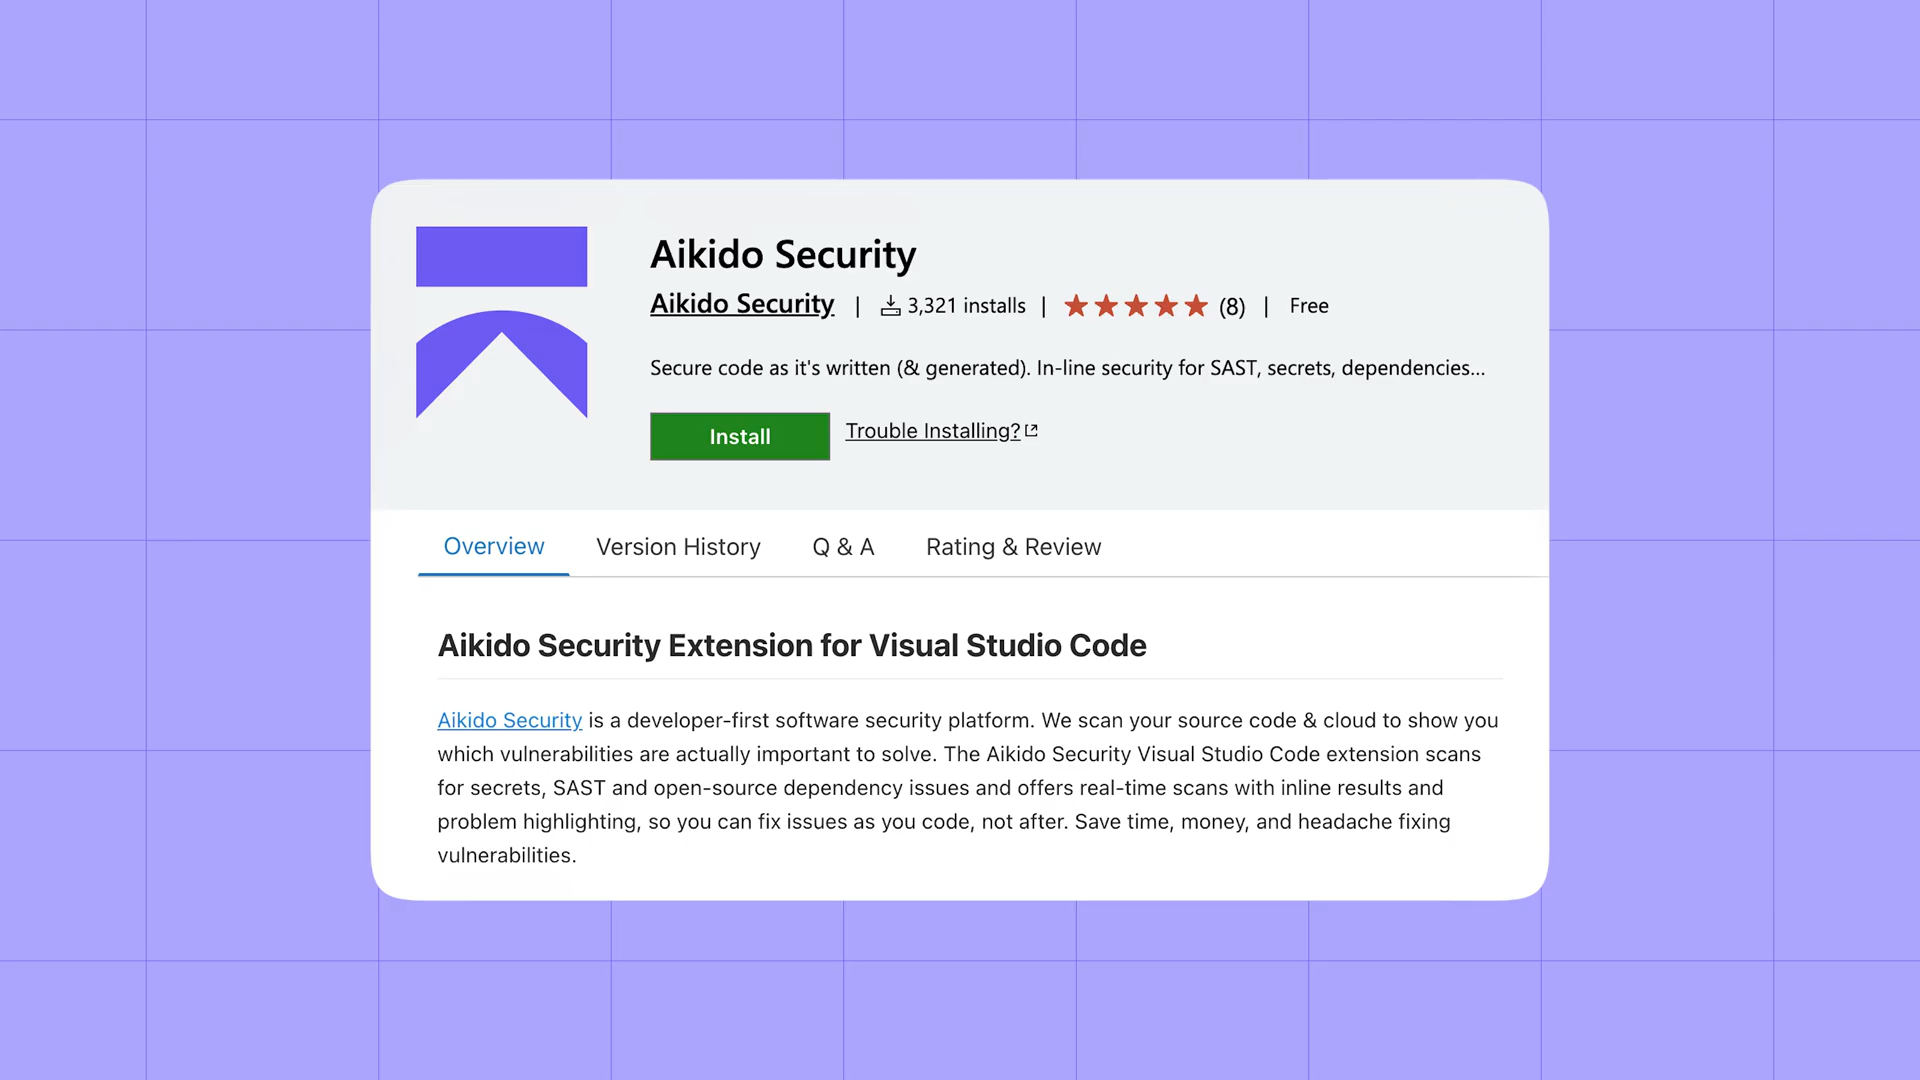 Aikido Security
Aikido Security | 3,321 installs | (8) | Free
Secure code as it's written (& generated). In-line security for SAST, secrets, dependencies...
Install Trouble Installing?
Overview Version History Q & A Rating & Review
Aikido Security Extension for Visual Studio Code
Aikido Security is a developer-first software security platform. We scan your source code & cloud to show you
which vulnerabilities are actually important to solve. The Aikido Security Visual Studio Code extension scans
for secrets, SAST and open-source dependency issues and offers real-time scans with inline results and
problem highlighting, so you can fix issues as you code, not after. Save time, money, and headache fixing
vulnerabilities.